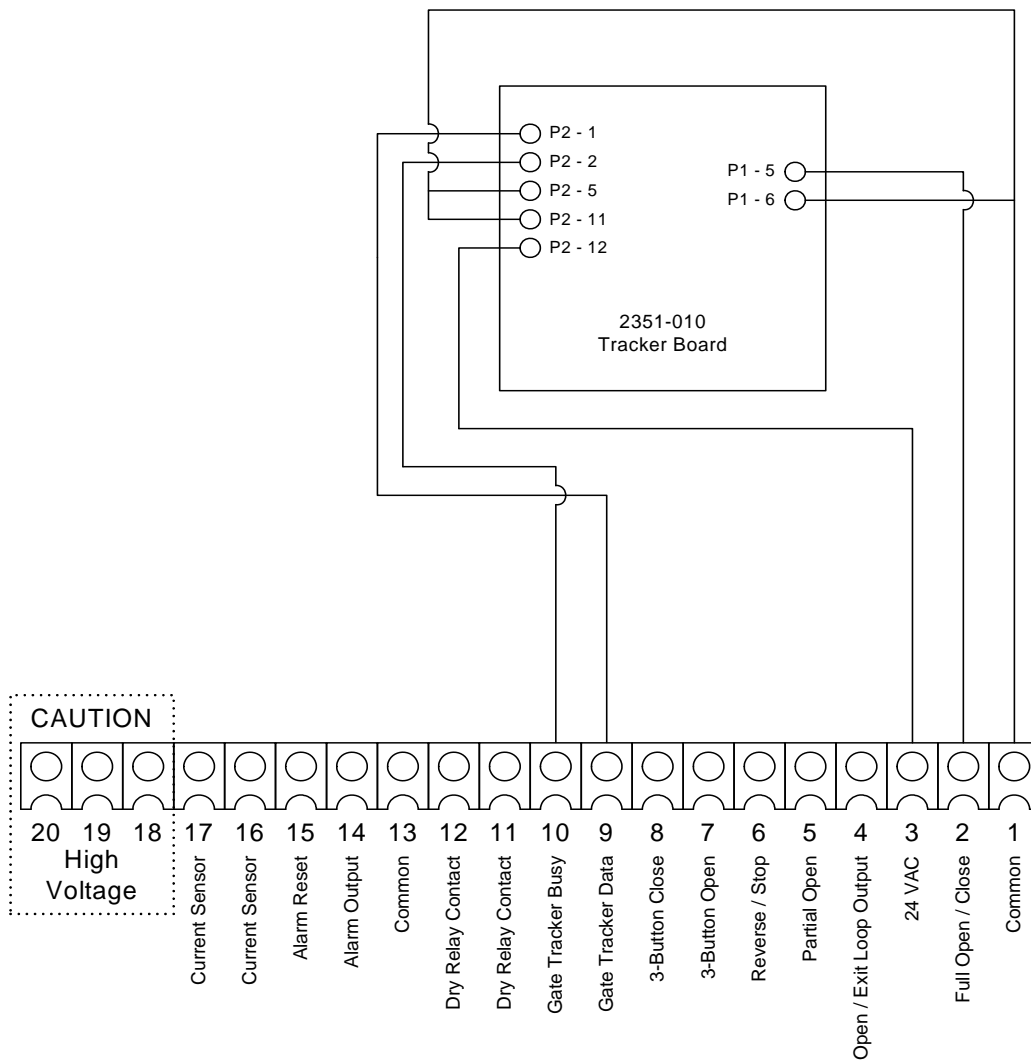 P2 - 1
P2 - 2
P2 - 5
P2 - 11
P2 - 12
P1 - 5
P1 - 6
2351-010
Tracker Board
CAUTION
20 19 18 17 16 15 14 13 12 11 10 9 8 7 6 5 4 3 2 1
High
Voltage
Current Sensor
Current Sensor
Alarm Reset
Alarm Output
Common
Dry Relay Contact
Dry Relay Contact
Gate Tracker Busy
Gate Tracker Data
3-Button Close
3-Button Open
Reverse / Stop
Partial Open
Open / Exit Loop Output
24 VAC
Full Open / Close
Common